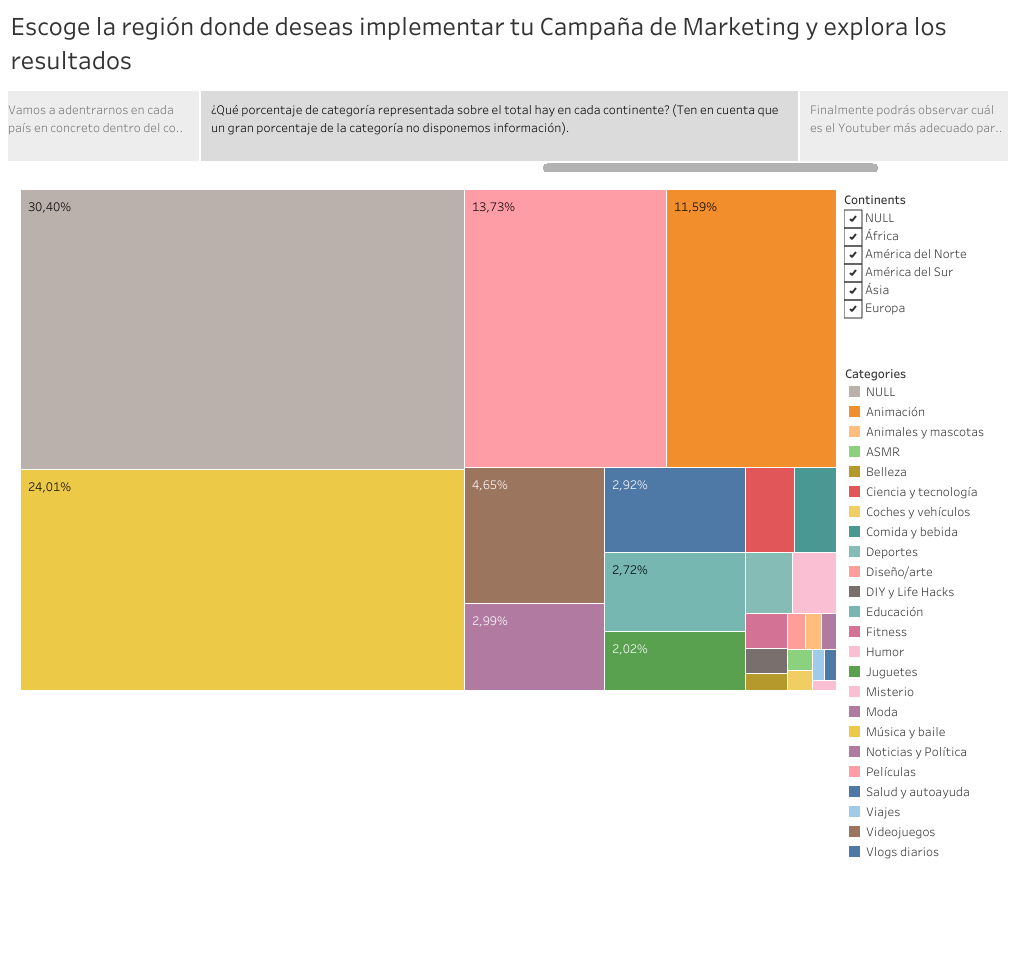 Escoge la región donde deseas implementar tu Campaña de Marketing y explora los
resultados
Vamos a adentrarnos en cada
país en concreto dentro del co..
¿Qué porcentaje de categoría representada sobre el total hay en cada continente? (Ten en cuenta que
un gran porcentaje de la categoría no disponemos información).
Finalmente podrás observar cuál
es el Youtuber más adecuado par..
30,40%
13,73%
11,59%
24,01%
4,65%
2,92%
2,72%
2,99%
2,02%
Continents
NULL
África
América del Norte
América del Sur
Ásia
Europa
Categories
NULL
Animación
Animales y mascotas
ASMR
Belleza
Ciencia y tecnología
Coches y vehículos
Comida y bebida
Deportes
Diseño/arte
DIY y Life Hacks
Educación
Fitness
Humor
Juguetes
Misterio
Moda
Música y baile
Noticias y Política
Películas
Salud y autoayuda
Viajes
Videojuegos
Vlogs diarios